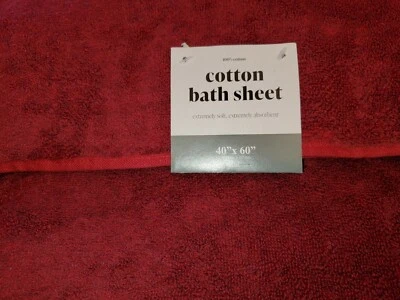 100% cotton
cotton
bath sheet
extremely soft, extremely absorbent
40" x 60"